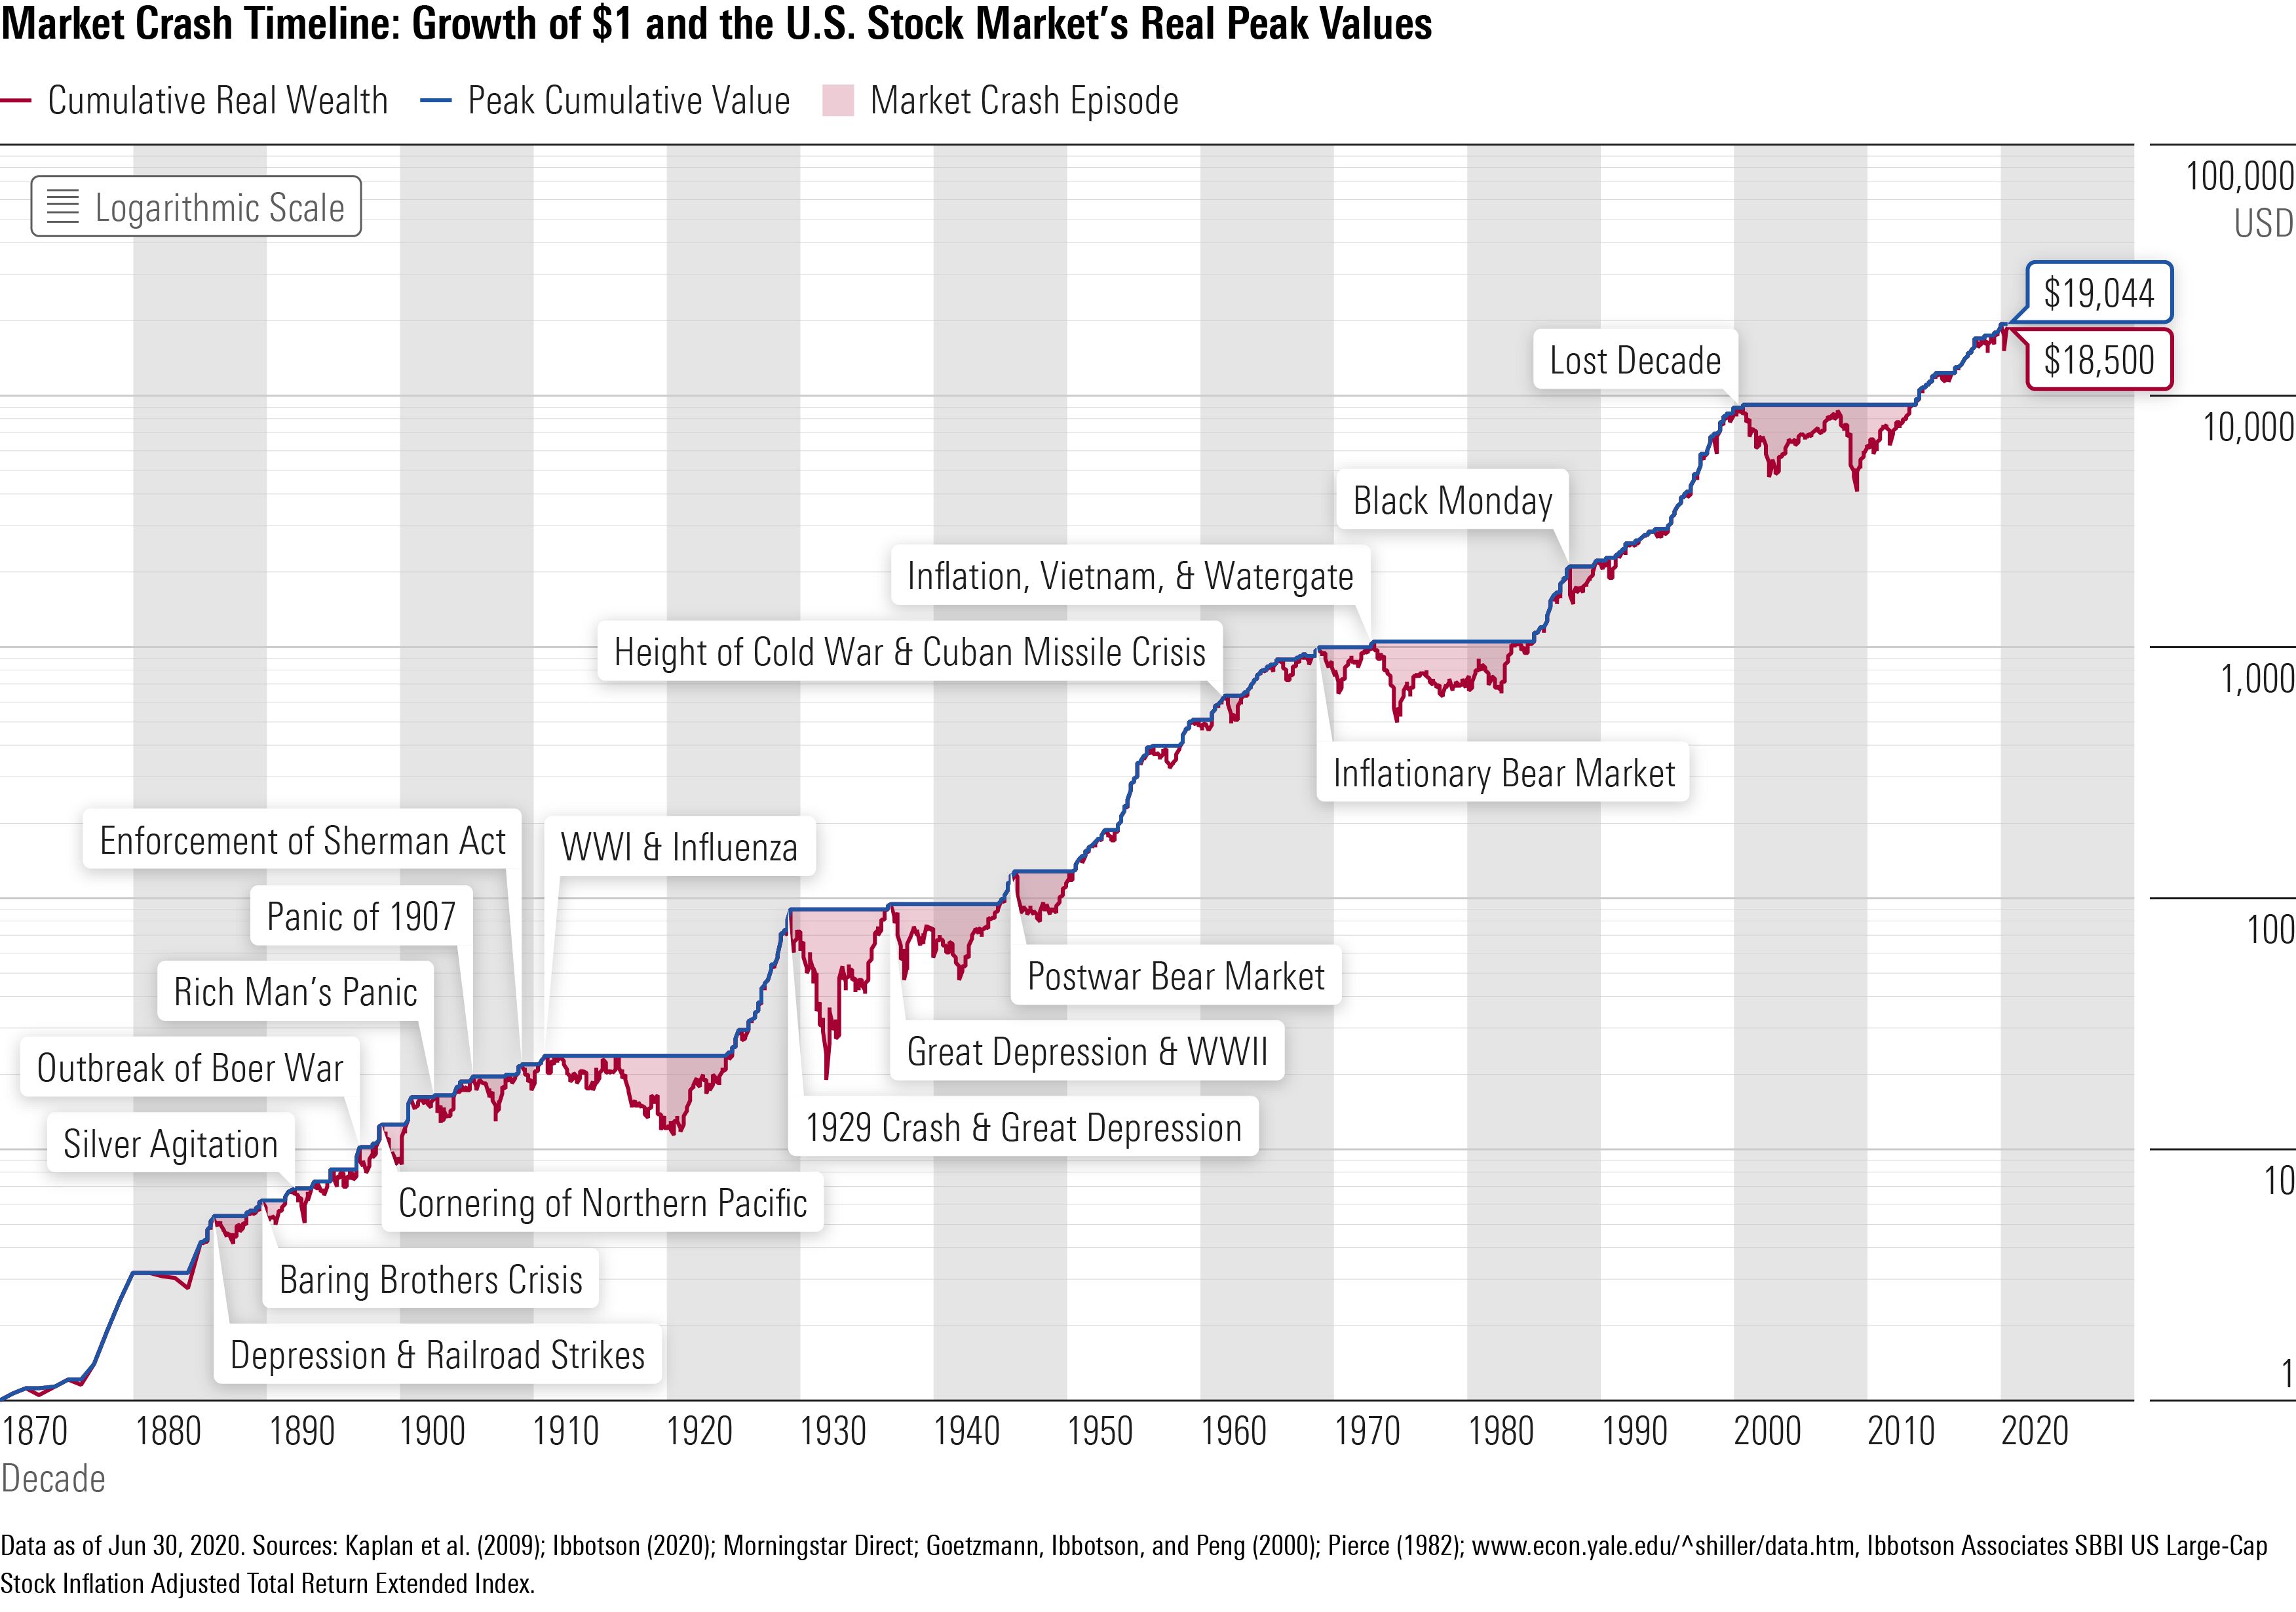 Market Crash Timeline: Growth of $1 and the U.S. Stock Market’s Real Peak Values
Cumulative Real Wealth
Peak Cumulative Value
Market Crash Episode
Logarithmic Scale
100,000
USD
$19,044
$18,500
Lost Decade
10,000
Black Monday
Inflation, Vietnam, & Watergate
Height of Cold War & Cuban Missile Crisis
1,000
Inflationary Bear Market
Enforcement of Sherman Act
WWI & Influenza
Panic of 1907
100
Postwar Bear Market
Rich Man’s Panic
Great Depression & WWII
Outbreak of Boer War
1929 Crash & Great Depression
Silver Agitation
10
Cornering of Northern Pacific
Baring Brothers Crisis
Depression & Railroad Strikes
1
1870 1880 1890 1900 1910 1920 1930 1940 1950 1960 1970 1980 1990 2000 2010 2020
Decade
Data as of Jun 30, 2020. Sources: Kaplan et al. (2009); Ibbotson (2020); Morningstar Direct; Goetzmann, Ibbotson, and Peng (2000); Pierce (1982); www.econ.yale.edu/^shiller/data.htm, Ibbotson Associates SBBI US Large-Cap
Stock Inflation Adjusted Total Return Extended Index.